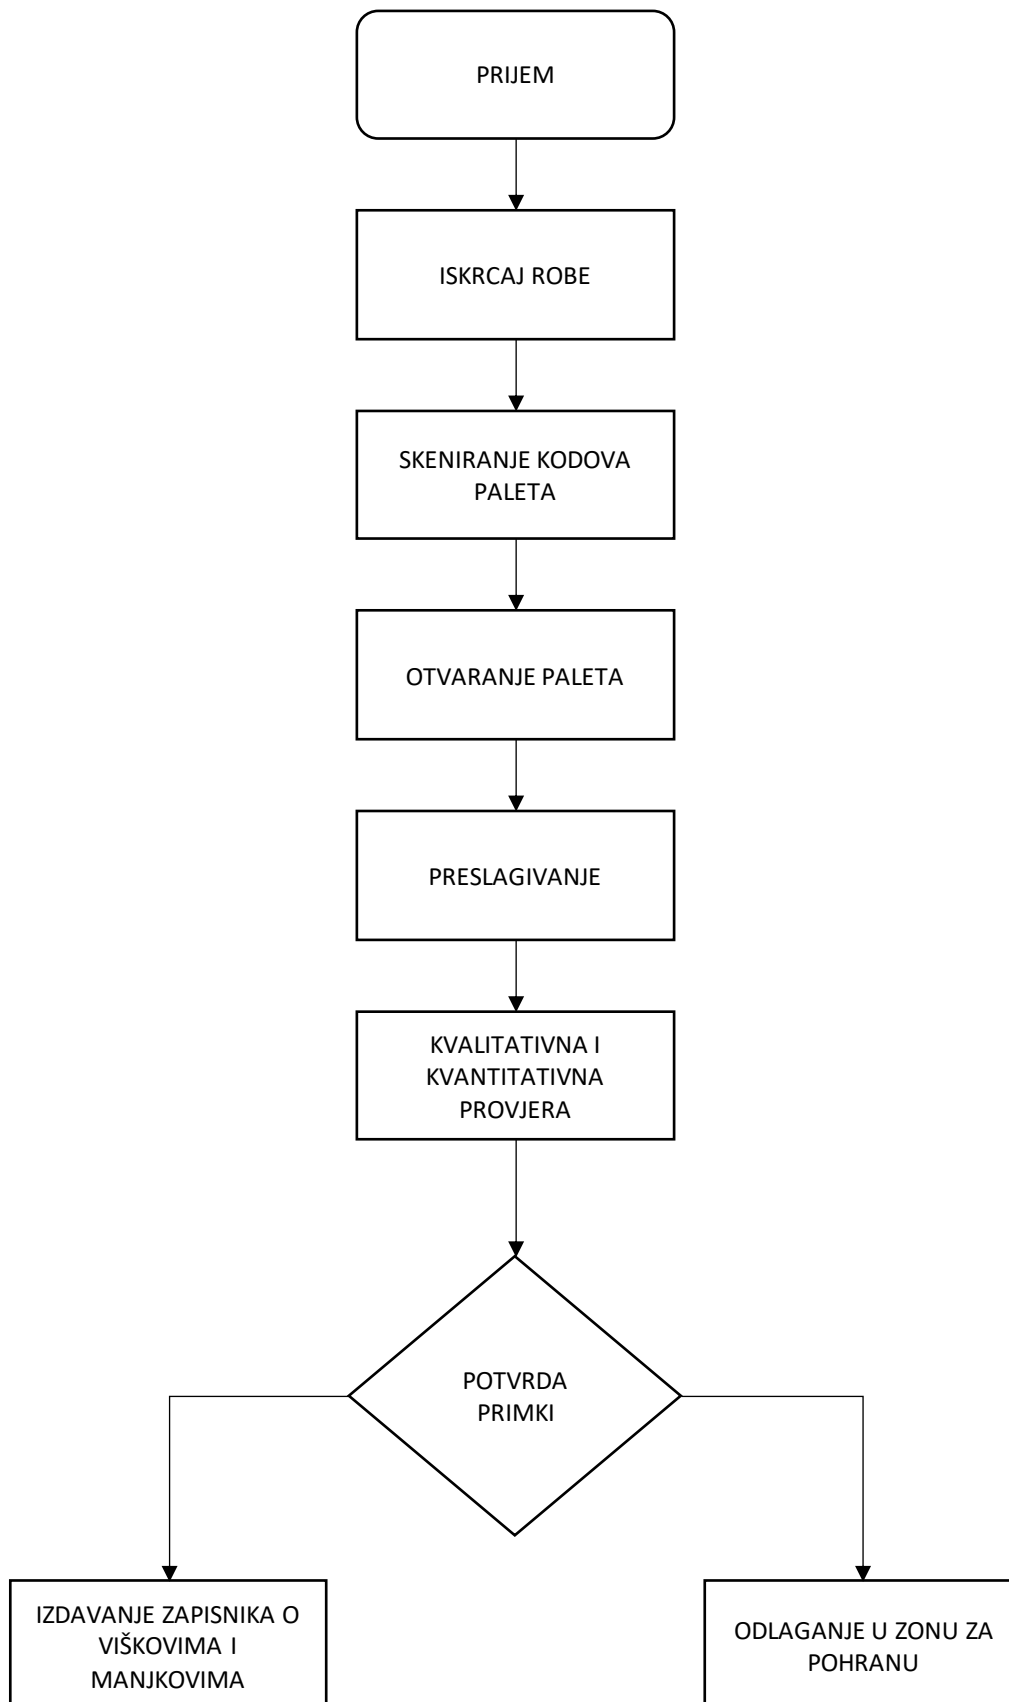 PRIJEM
ISKRCAJ ROBE
SKENIRANJE KODOVA
PALETA
OTVARANJE PALETA
PRESLAGIVANJE
KVALITATIVNA I
KVANTITATIVNA
PROVJERA
POTVRDA
PRIMKI
IZDAVANJE ZAPISNIKA O
VIŠKOVIMA I
MANJKOVIMA
ODLAGANJE U ZONU ZA
POHRANU